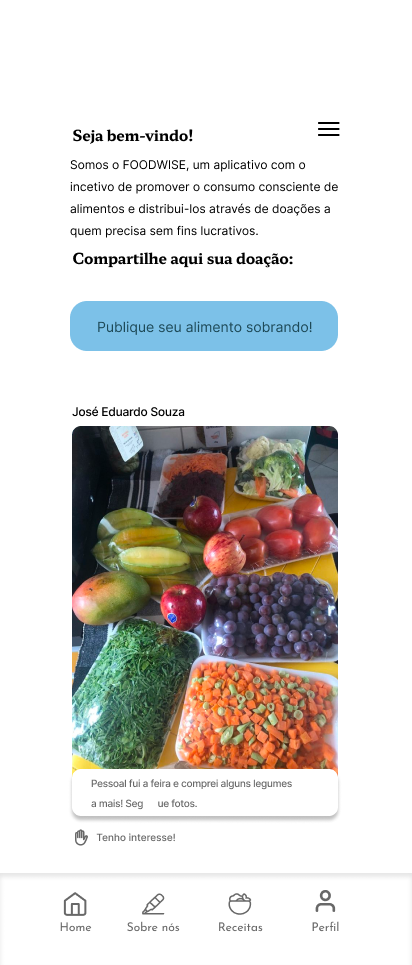 Seja bem-vindo!
Somos o FOODWISE, um aplicativo com o
incetivo de promover o consumo consciente de
alimentos e distribui-los através de doações a
quem precisa sem fins lucrativos.
Compartilhe aqui sua doação:
Publique seu alimento sobrando!
José Eduardo Souza
Pessoal fui a feira e comprei alguns legumes
a mais! Seg ue fotos.
Tenho interesse!
Home Sobre nós Receitas Perfil